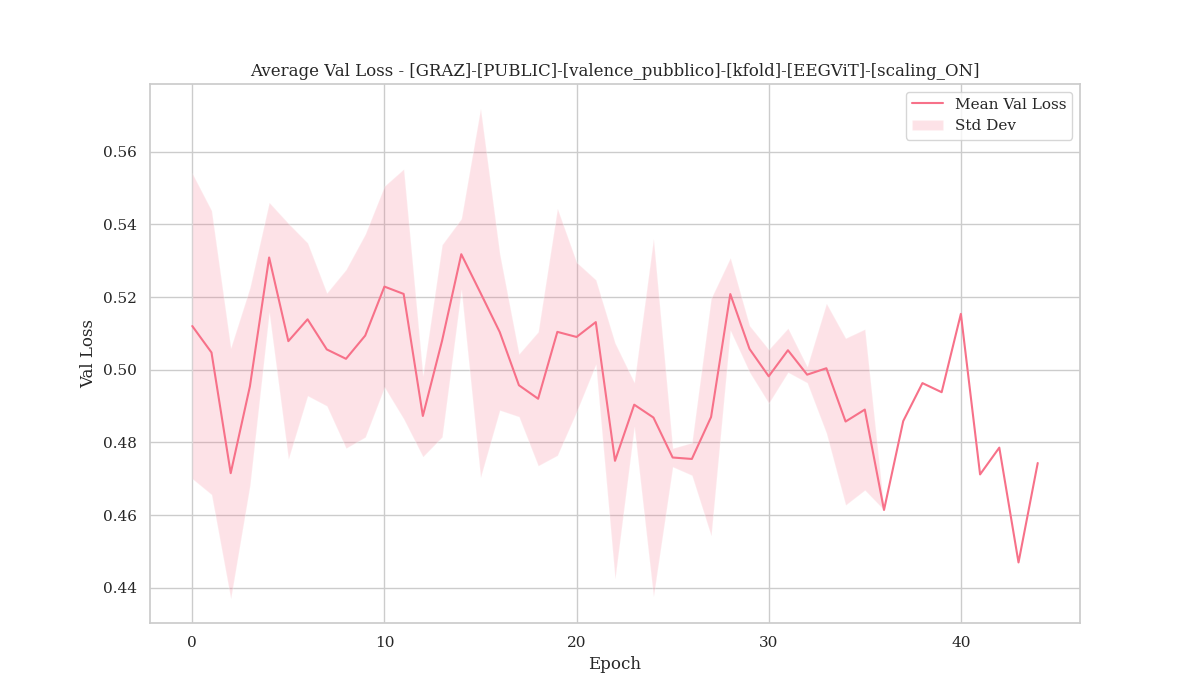 Average Val Loss - [GRAZ]-[PUBLIC]-[valence_pubblico]-[kfold]-[EEGViT]-[scaling_ON]
Mean Val Loss
Std Dev
Val Loss
0.56
0.54
0.52
0.50
0.48
0.46
0.44
0 10 20 30 40
Epoch